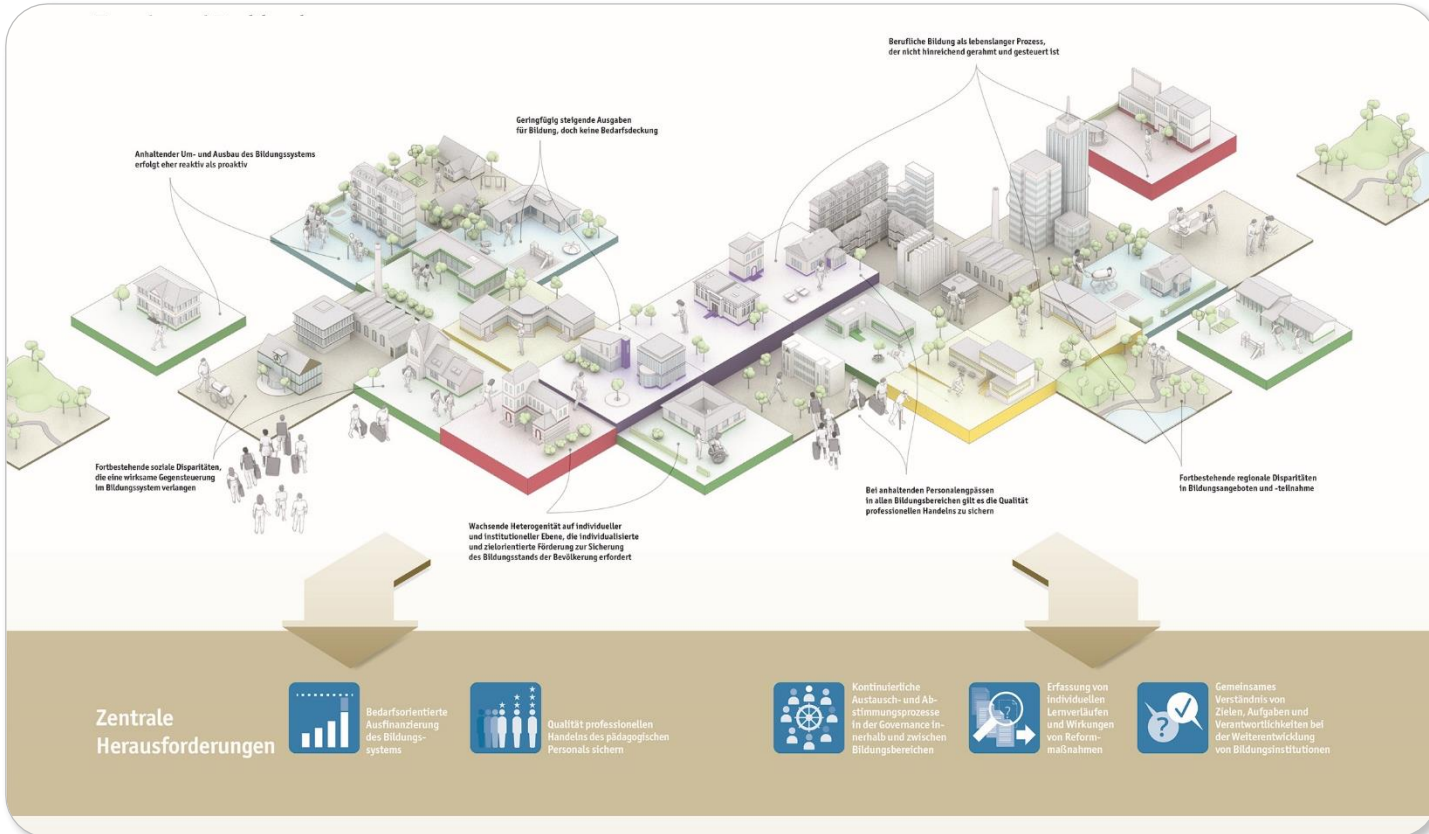 Berufliche Bildung als lebenslanger Prozess,
der nicht hinreichend gerahmt und gesteuert ist
Geringfügig steigende Ausgaben
für Bildung, doch keine Bedarfsdeckung
Anhaltender Um- und Ausbau des Bildungssystems
erfolgt eher reaktiv als proaktiv
Fortbestehende soziale Disparitäten,
die eine wirksame Gegensteuerung
im Bildungssystem verlangen
Wachsende Heterogenität auf individueller
und institutioneller Ebene, die individualisierte
und zielorientierte Förderung zur Sicherung
des Bildungsstands der Bevölkerung erfordert
Bei anhaltenden Personalengpässen
in allen Bildungsbereichen gilt es die Qualität
professionellen Handelns zu sichern
Fortbestehende regionale Disparitäten
in Bildungsangeboten und -teilnahme
Zentrale
Herausforderungen
Bedarfsorientierte
Ausfinanzierung
des Bildungs-
systems
Qualität professionellen
Handelns des pädagogischen
Personals sichern
Kontinuierliche
Austausch- und Ab-
stimmungsprozesse
in der Governance in-
nerhalb und zwischen
Bildungsbereichen
Erfassung von
individuellen
Lernverläufen
und Wirkungen
von Reform-
maßnahmen
Gemeinsames
Verständnis von
Zielen, Aufgaben und
Verantwortlichkeiten bei
der Weiterentwicklung
von Bildungsinstitutionen